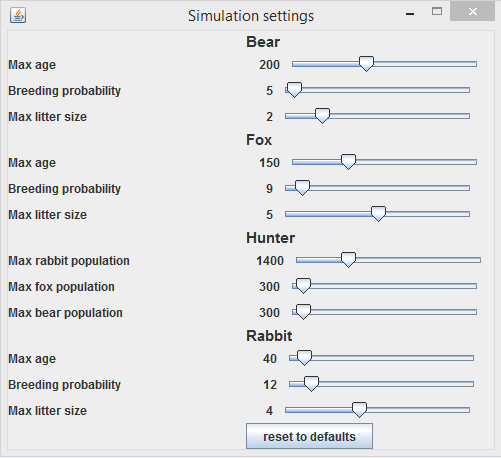 Simulation settings
Bear
Max age 200
Breeding probability 5
Max litter size 2
Fox
Max age 150
Breeding probability 9
Max litter size 5
Hunter
Max rabbit population 1400
Max fox population 300
Max bear population 300
Rabbit
Max age 40
Breeding probability 12
Max litter size 4
reset to defaults